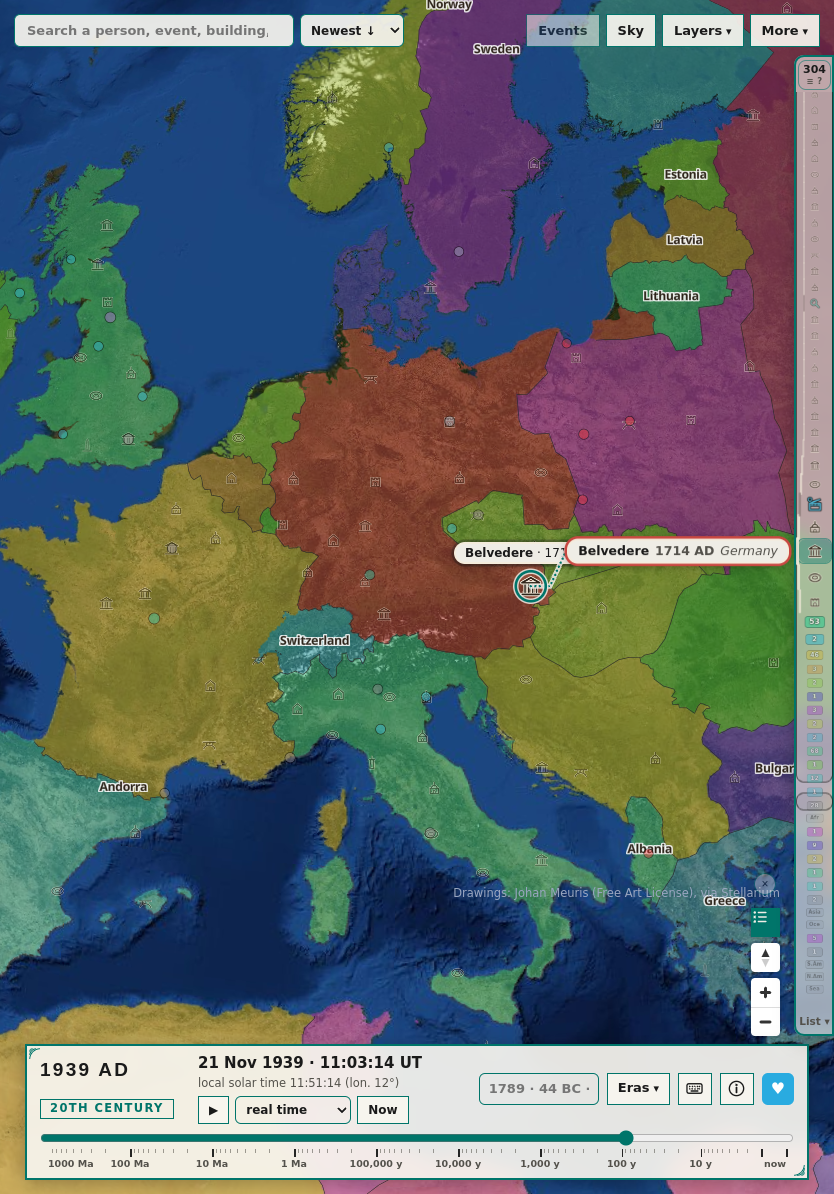 Norway
Search a person, event, building,
Newest ↓
Events
Sky
Layers ▾
More ▾
Sweden
304
≡ ?
Estonia
Latvia
Lithuania
Belvedere · 171
Belvedere 1714 AD Germany
53
2
Switzerland
Bulgar
Andorra
Albania
Drawings: Johan Meuris (Free Art License), via Stellarium
×
Greece
+
−
List ▾
1939 AD
20TH CENTURY
21 Nov 1939 · 11:03:14 UT
local solar time 11:51:14 (lon. 12°)
▶
real time
Now
1789 · 44 BC ·
Eras ▾
1000 Ma
100 Ma
10 Ma
1 Ma
100,000 y
10,000 y
1,000 y
100 y
10 y
now